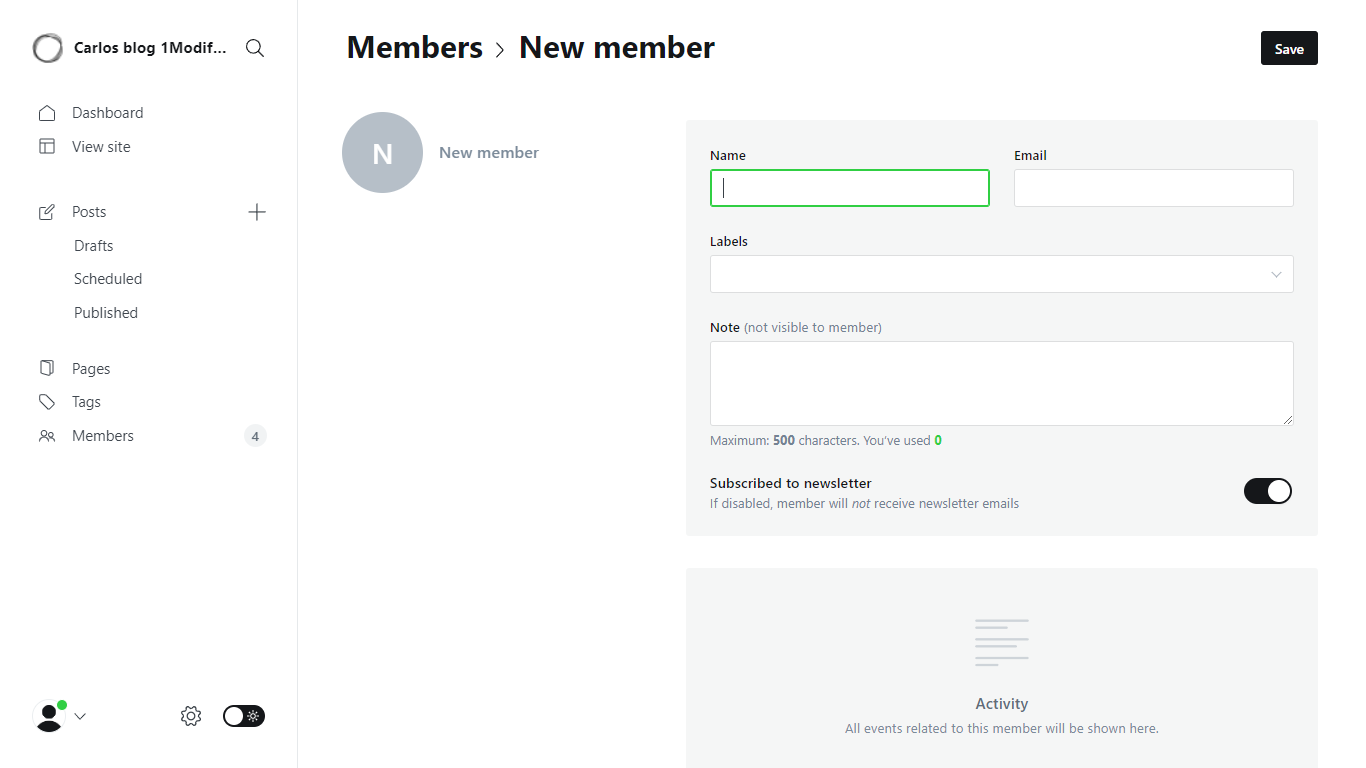 Carlos blog 1Modif...
Dashboard
View site
Posts
Drafts
Scheduled
Published
Pages
Tags
Members 4
Members > New member
Save
N New member
Name Email
Labels
Note (not visible to member)
Maximum: 500 characters. You've used 0
Subscribed to newsletter
If disabled, member will not receive newsletter emails
Activity
All events related to this member will be shown here.